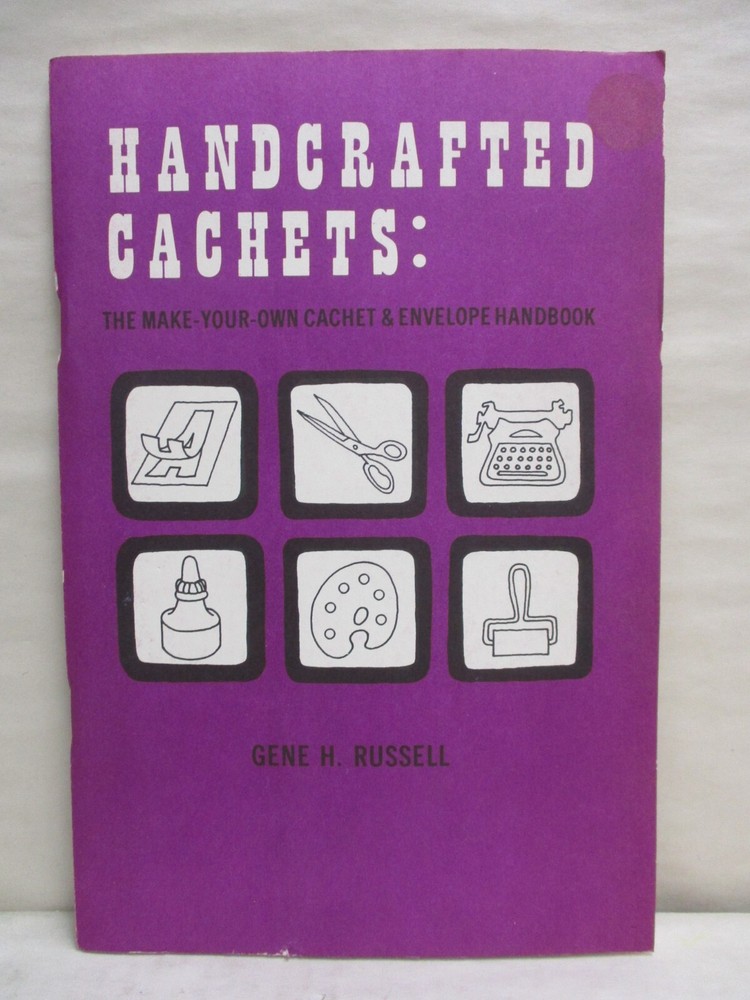 HANDCRAFTED
CACHETS:
THE MAKE-YOUR-OWN CACHET & ENVELOPE HANDBOOK
A
GENE H. RUSSELL